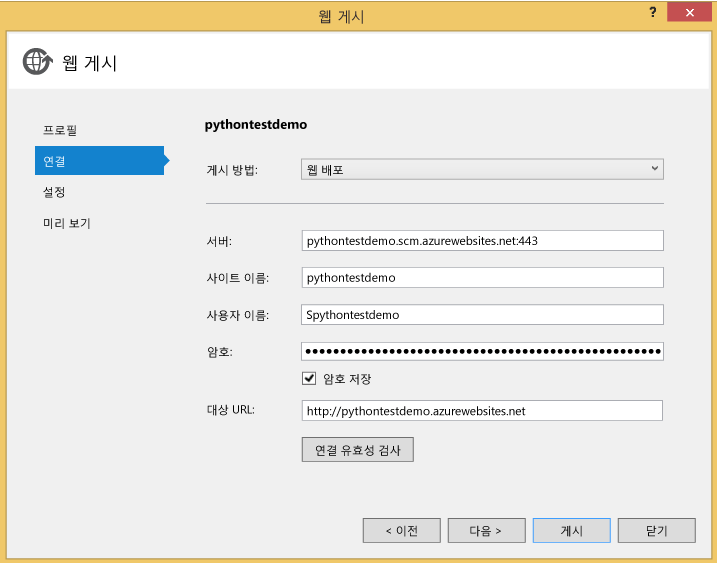 웹 게시
?
웹 게시
프로필
연결
설정
미리 보기
pythontestdemo
게시 방법: 웹 배포
서버: pythontestdemo.scm.azurewebsites.net:443
사이트 이름: pythontestdemo
사용자 이름: Spythontestdemo
암호:
암호 저장
대상 URL: http://pythontestdemo.azurewebsites.net
연결 유효성 검사
< 이전 다음 > 게시 닫기